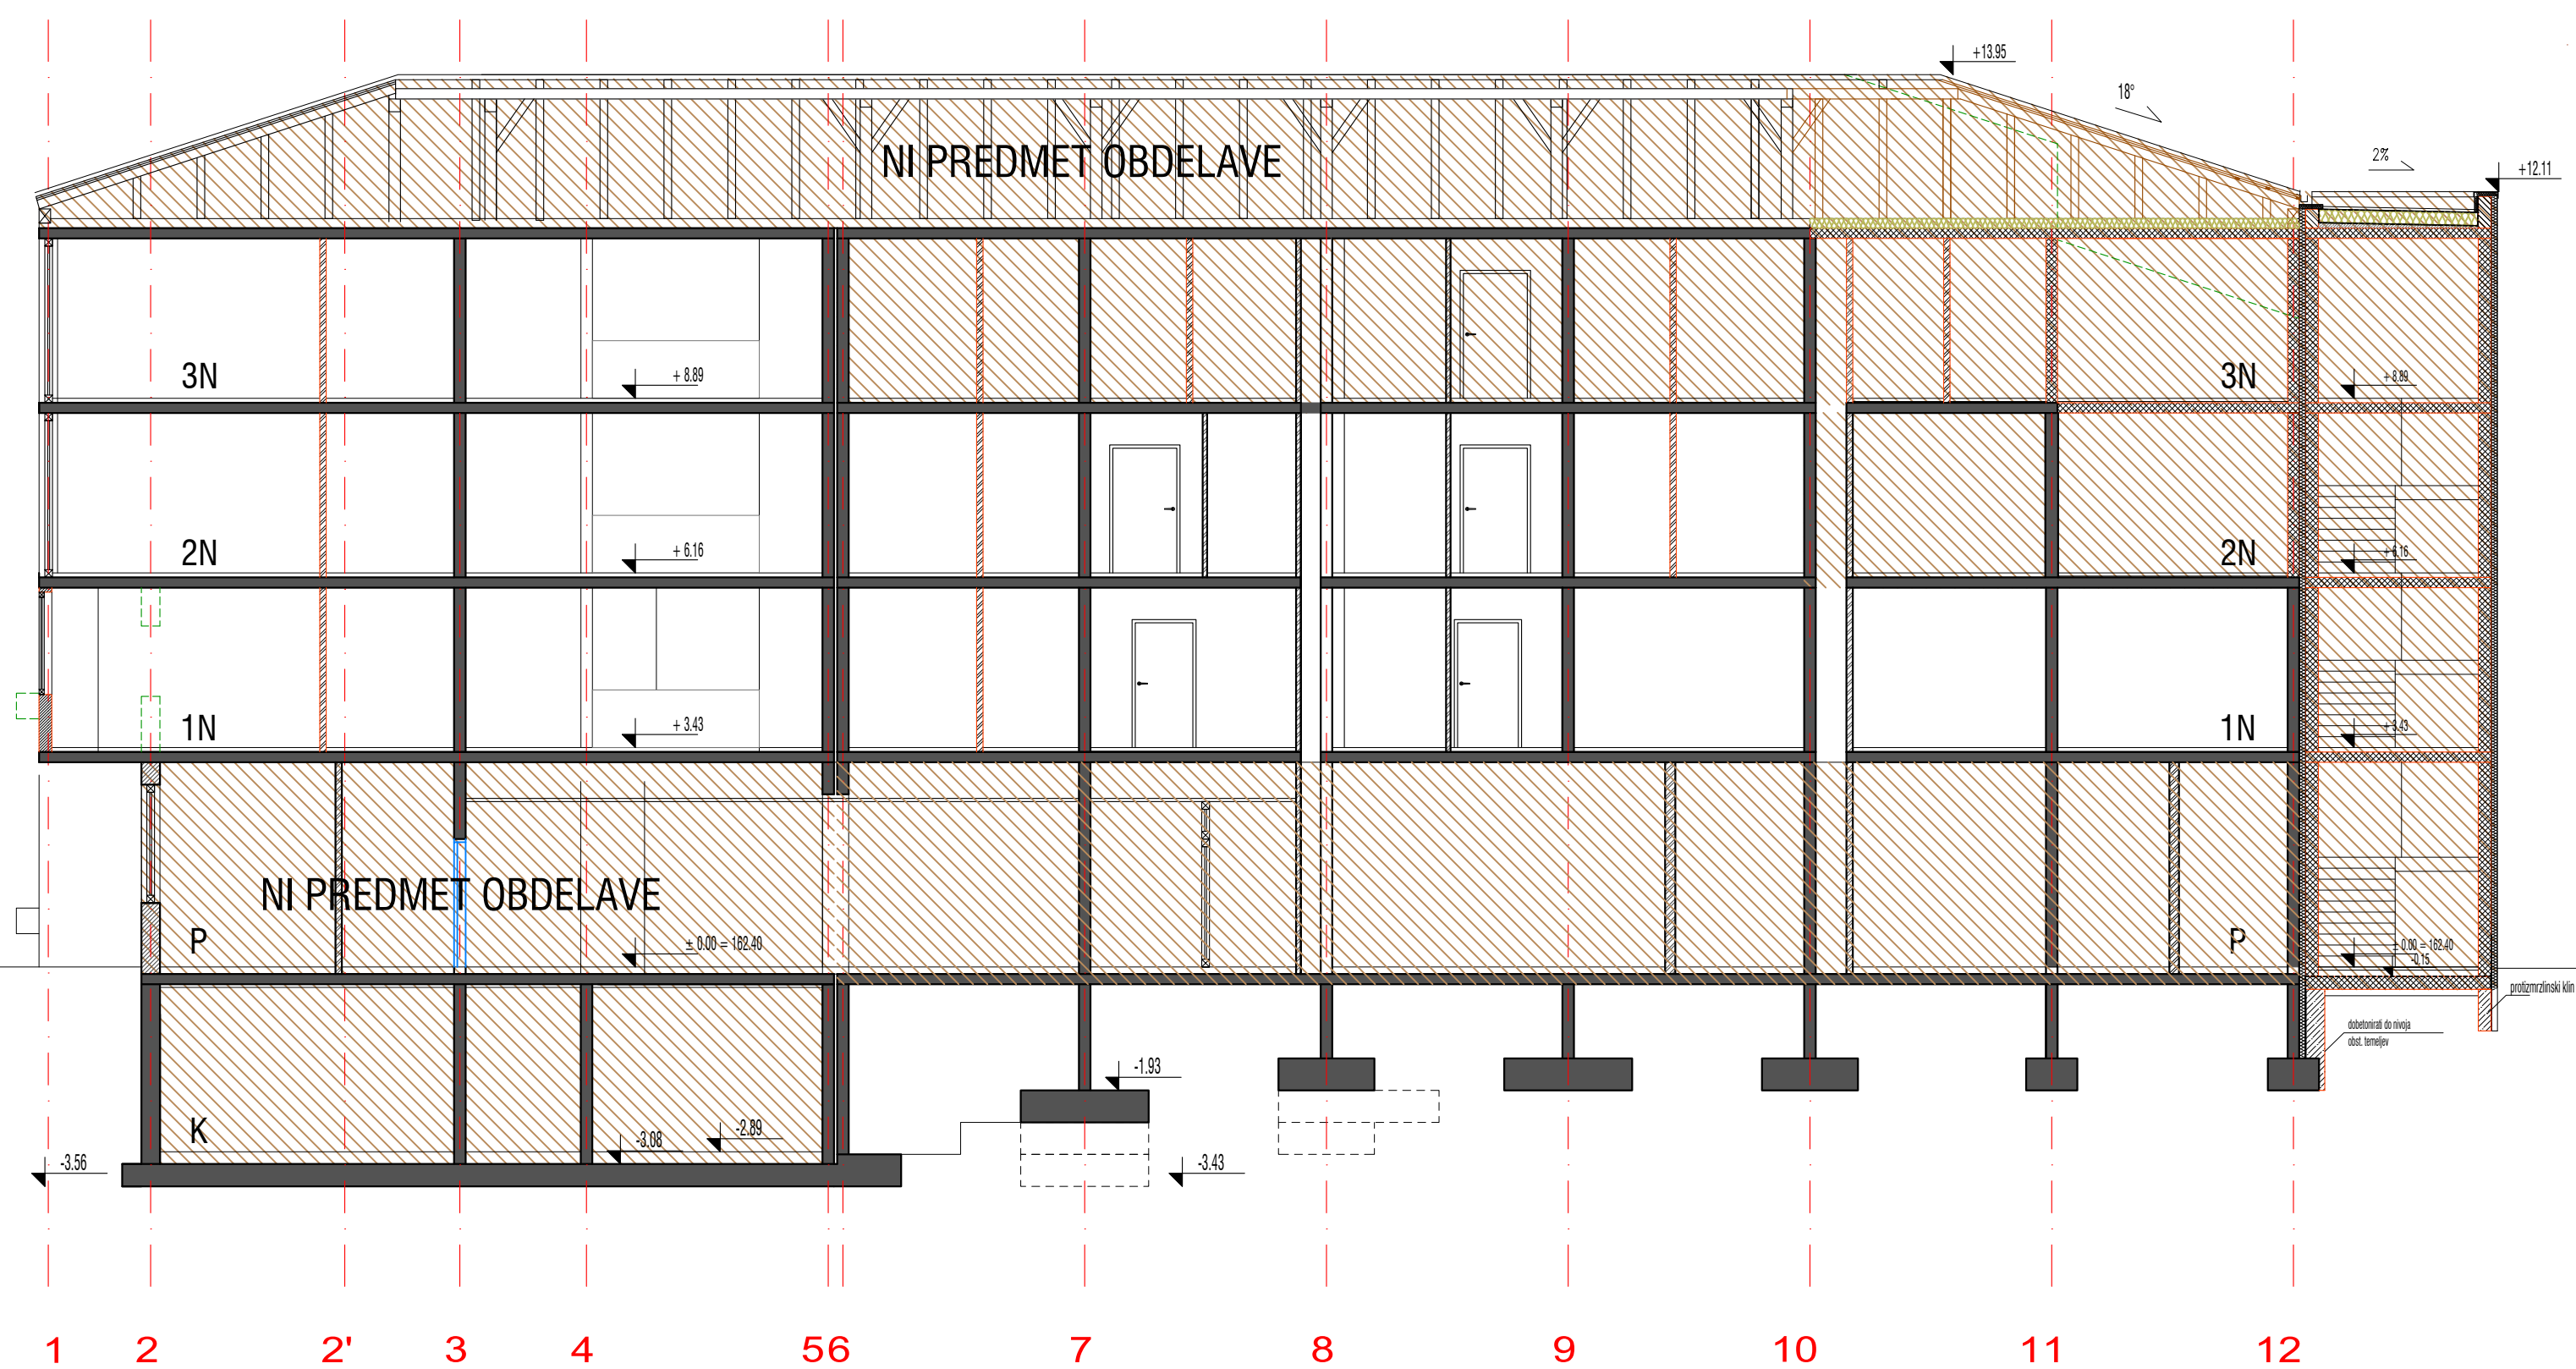 +13.95
18°
2%
+12.11
NI PREDMET OBDELAVE
3N
+ 8.89
3N
+ 8.89
2N
+ 6.16
2N
+ 6.16
1N
+ 3.43
1N
+ 3.43
NI PREDMET OBDELAVE
P
± 0.00 = 162.40
P
± 0.00 = 162.40
-0.15
protizmrzlinski klin
dobetonirati do nivoja
obst. temeljev
-1.93
K
-3.08
-2.89
-3.56
-3.43
1 2 2' 3 4 5 6 7 8 9 10 11 12